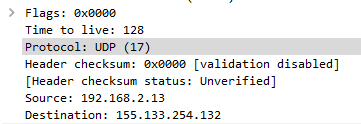 Flags: 0x0000
Time to live: 128
Protocol: UDP (17)
Header checksum: 0x0000 [validation disabled]
[Header checksum status: Unverified]
Source: 192.168.2.13
Destination: 155.133.254.132